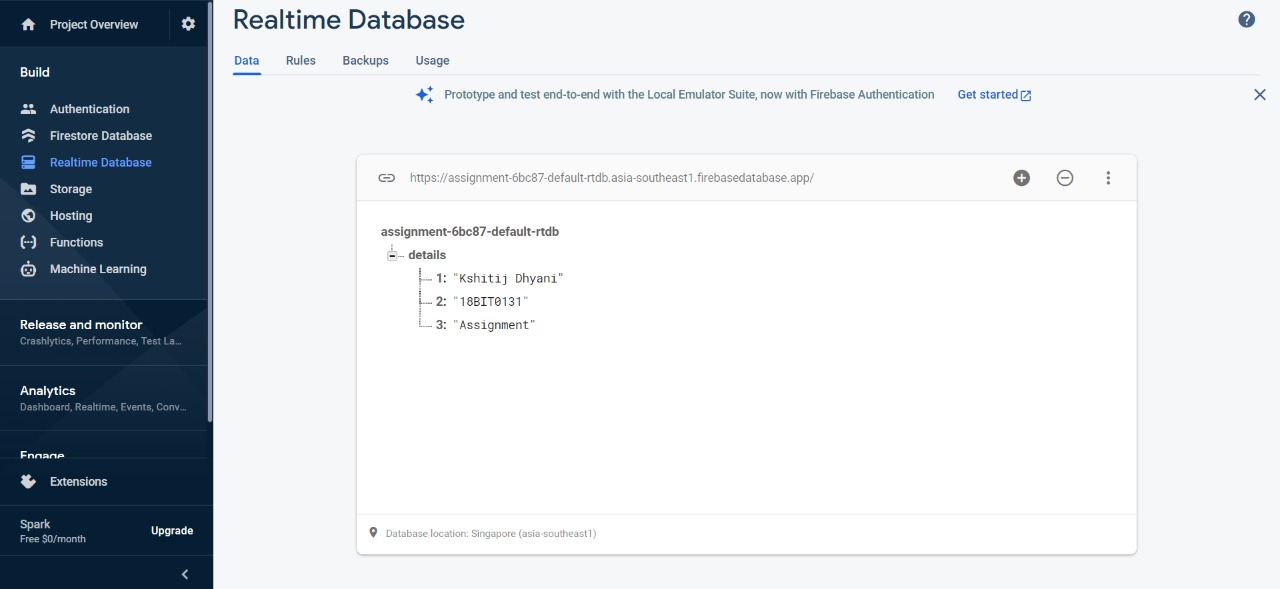 Project Overview
Build
Authentication
Firestore Database
Realtime Database
Storage
Hosting
Functions
Machine Learning
Release and monitor
Crashlytics, Performance, Test La...
Analytics
Dashboard, Realtime, Events, Conv...
Engage
Extensions
Spark
Free $0/month
Upgrade
Realtime Database
Data Rules Backups Usage
Prototype and test end-to-end with the Local Emulator Suite, now with Firebase Authentication Get started
https://assignment-6bc87-default-rtdb.asia-southeast1.firebasedatabase.app/
assignment-6bc87-default-rtdb
details
1: "Kshitij Dhyani"
2: "18BIT0131"
3: "Assignment"
Database location: Singapore (asia-southeast1)